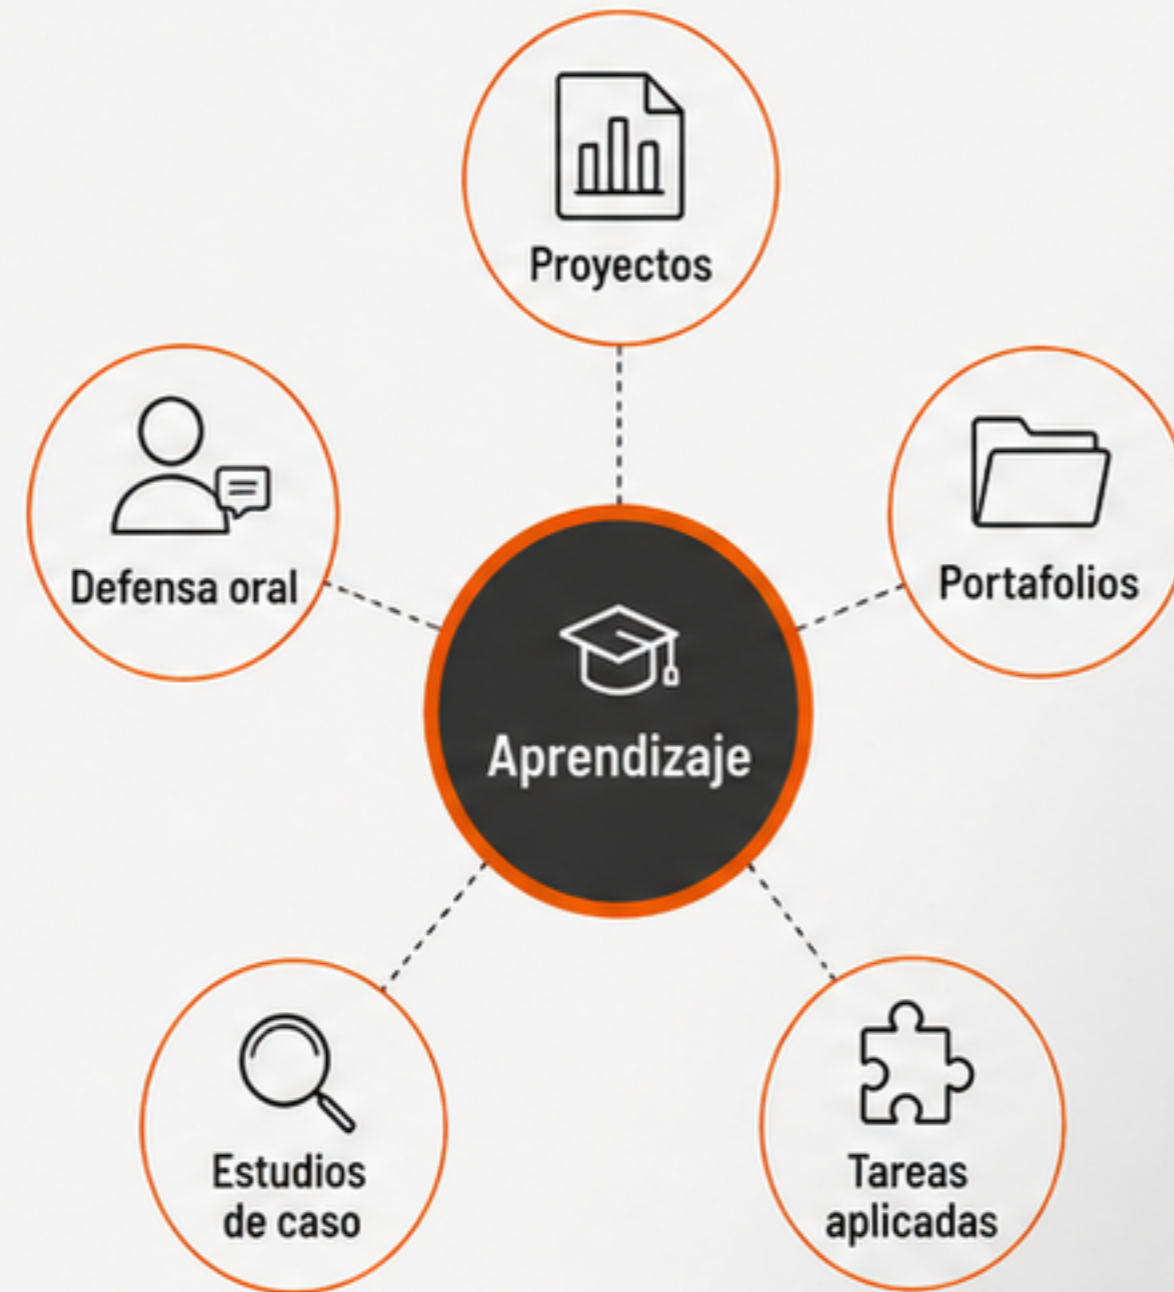 Proyectos
Defensa oral
Portafolios
Aprendizaje
Estudios
de caso
Tareas
aplicadas